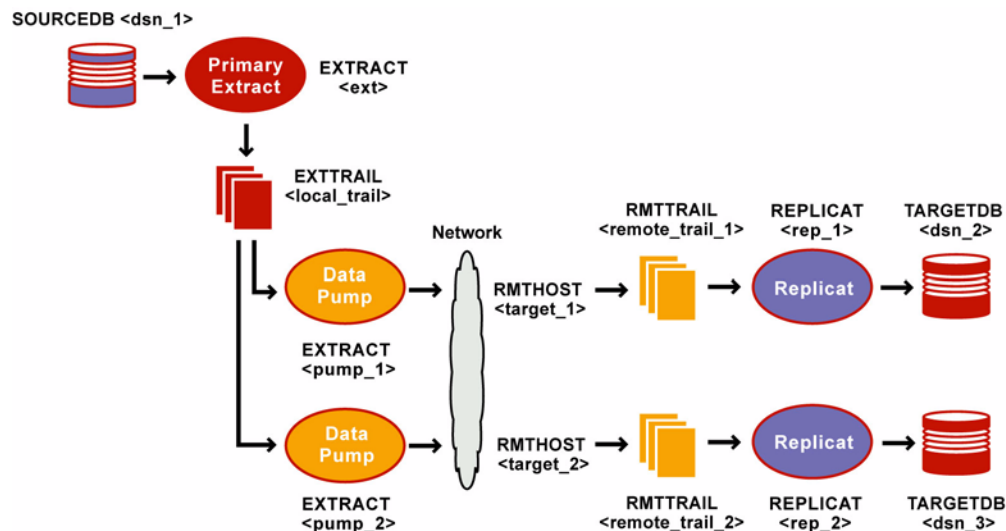 SOURCEDB <dsn_1>
Primary
Extract
EXTRACT
<ext>
EXTTRAIL
<local_trail>
Network
Data
Pump
EXTRACT
<pump_1>
RMTHOST
<target_1>
RMTTRAIL
<remote_trail_1>
REPLICAT
<rep_1>
Replicat
TARGETDB
<dsn_2>
Data
Pump
EXTRACT
<pump_2>
RMTHOST
<target_2>
RMTTRAIL
<remote_trail_2>
Replicat
REPLICAT
<rep_2>
TARGETDB
<dsn_3>